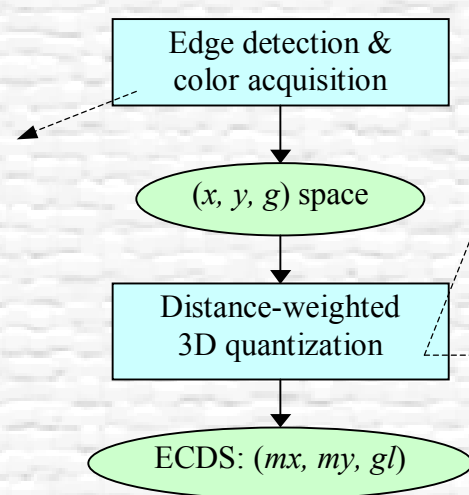 Edge detection &
color acquisition
(x, y, g) space
Distance-weighted
3D quantization
ECDS: (mx, my, gl)